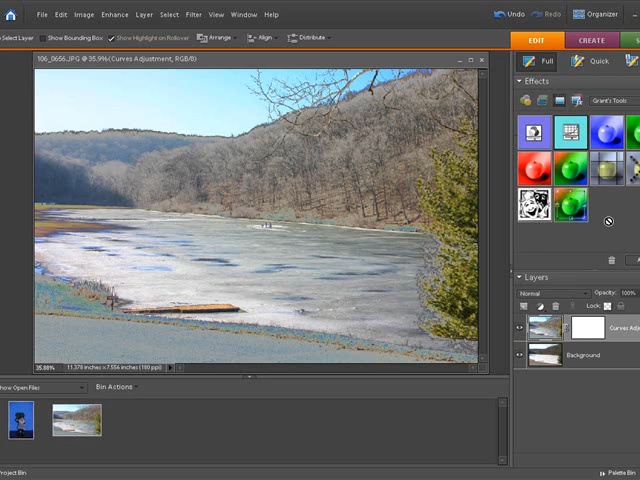 File Edit Image Enhance Layer Select Filter View Window Help
Undo Redo Organizer
Select Layer Show Bounding Box Show Highlight on Rollover Arrange Align Distribute
EDIT CREATE S
106_0656.JPG @ 35.9% (Curves Adjustment, RGB/8)
Full Quick
Effects
Grant's Tools
Layers
Normal Opacity: 100%
Lock:
Curves Adj
Background
35.88% 11.378 inches x 7.556 inches (180 ppi)
how Open Files Bin Actions
Project Bin Palette Bin